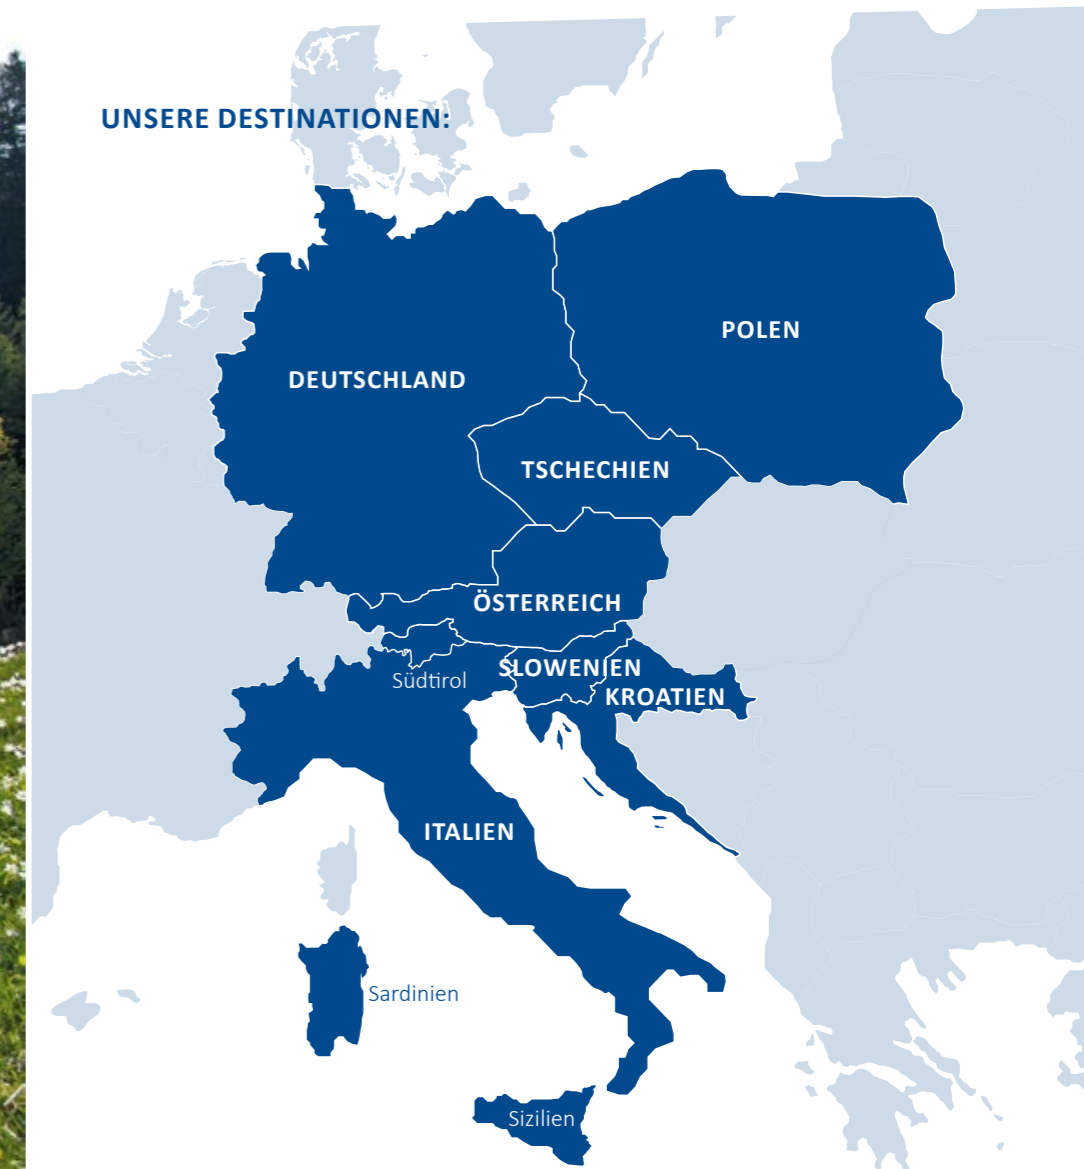 UNSERE DESTINATIONEN:
POLEN
DEUTSCHLAND
TSCHECHIEN
ÖSTERREICH
SLOWENIEN
Südtirol
KROATIEN
ITALIEN
Sardinien
Sizilien